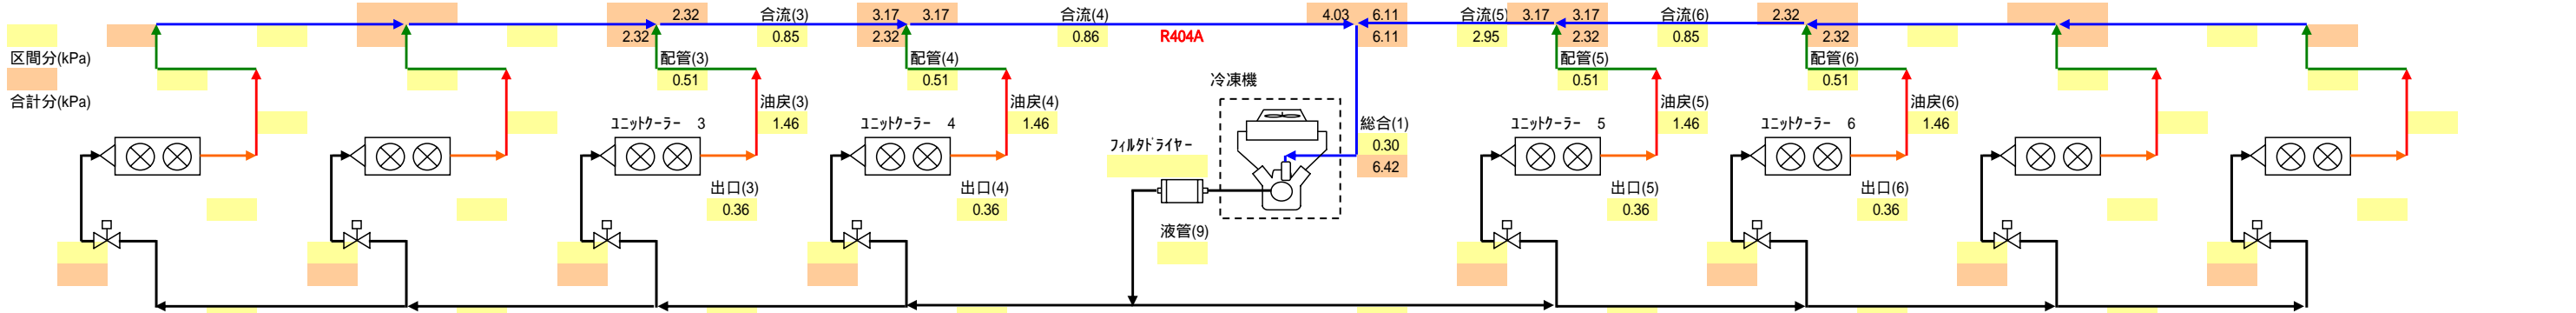 2.32 合流(3) 3.17 3.17 合流(4) 4.03 6.11 合流(5) 3.17 3.17 合流(6) 2.32
2.32 0.85 2.32 0.86 R404A 6.11 2.95 2.32 0.85 2.32
区間分(kPa) 配管(3) 配管(4) 配管(5) 配管(6)
0.51 0.51 冷凍機 0.51 0.51
合計分(kPa) 油戻(3) 油戻(4) 油戻(5) 油戻(6)
ﾕﾆｯﾄｸｰﾗｰ 3 1.46 ﾕﾆｯﾄｸｰﾗｰ 4 1.46 総合(1) ﾕﾆｯﾄｸｰﾗｰ 5 1.46 ﾕﾆｯﾄｸｰﾗｰ 6 1.46
ﾌｨﾙﾀﾄﾞﾗｲﾔｰ 0.30
6.42
出口(3) 出口(4) 出口(5) 出口(6)
0.36 0.36 0.36 0.36
液管(9)